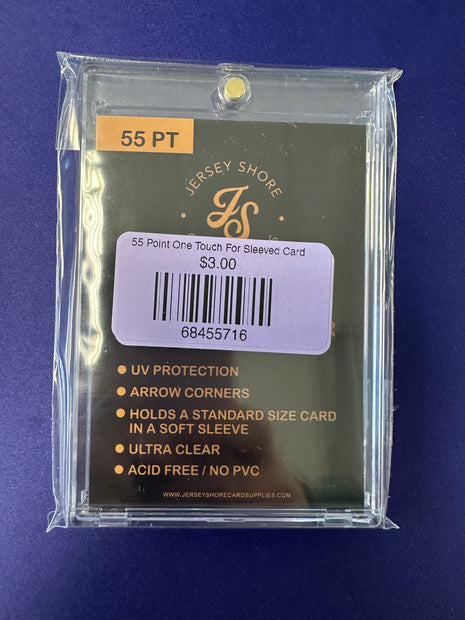 55 PT
JERSEY SHORE
JS
55 Point One Touch For Sleeved Card
$3.00
68455716
UV PROTECTION
ARROW CORNERS
HOLDS A STANDARD SIZE CARD
IN A SOFT SLEEVE
ULTRA CLEAR
ACID FREE / NO PVC
WWW.JERSEYSHORECARDSUPPLIES.COM